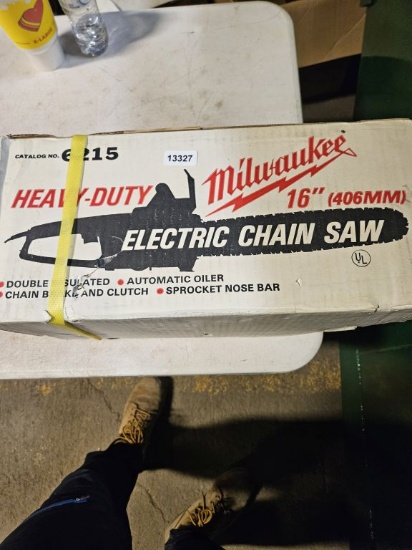 CATALOG NO. 6215
13327
Milwaukee
HEAVY-DUTY
16" (406MM)
ELECTRIC CHAIN SAW
UL
• DOUBLE INSULATED • AUTOMATIC OILER
• CHAIN BRAKE AND CLUTCH • SPROCKET NOSE BAR